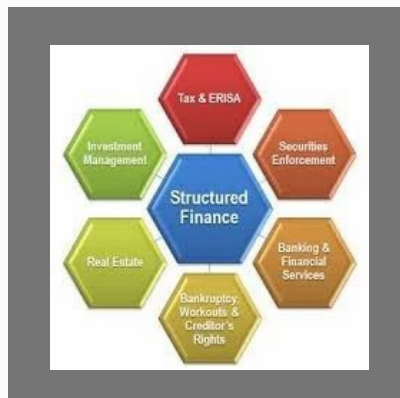 Tax & ERISA
Investment
Management
Securities
Enforcement
Structured
Finance
Real Estate
Banking &
Financial
Services
Bankruptcy,
Workouts &
Creditor's
Rights